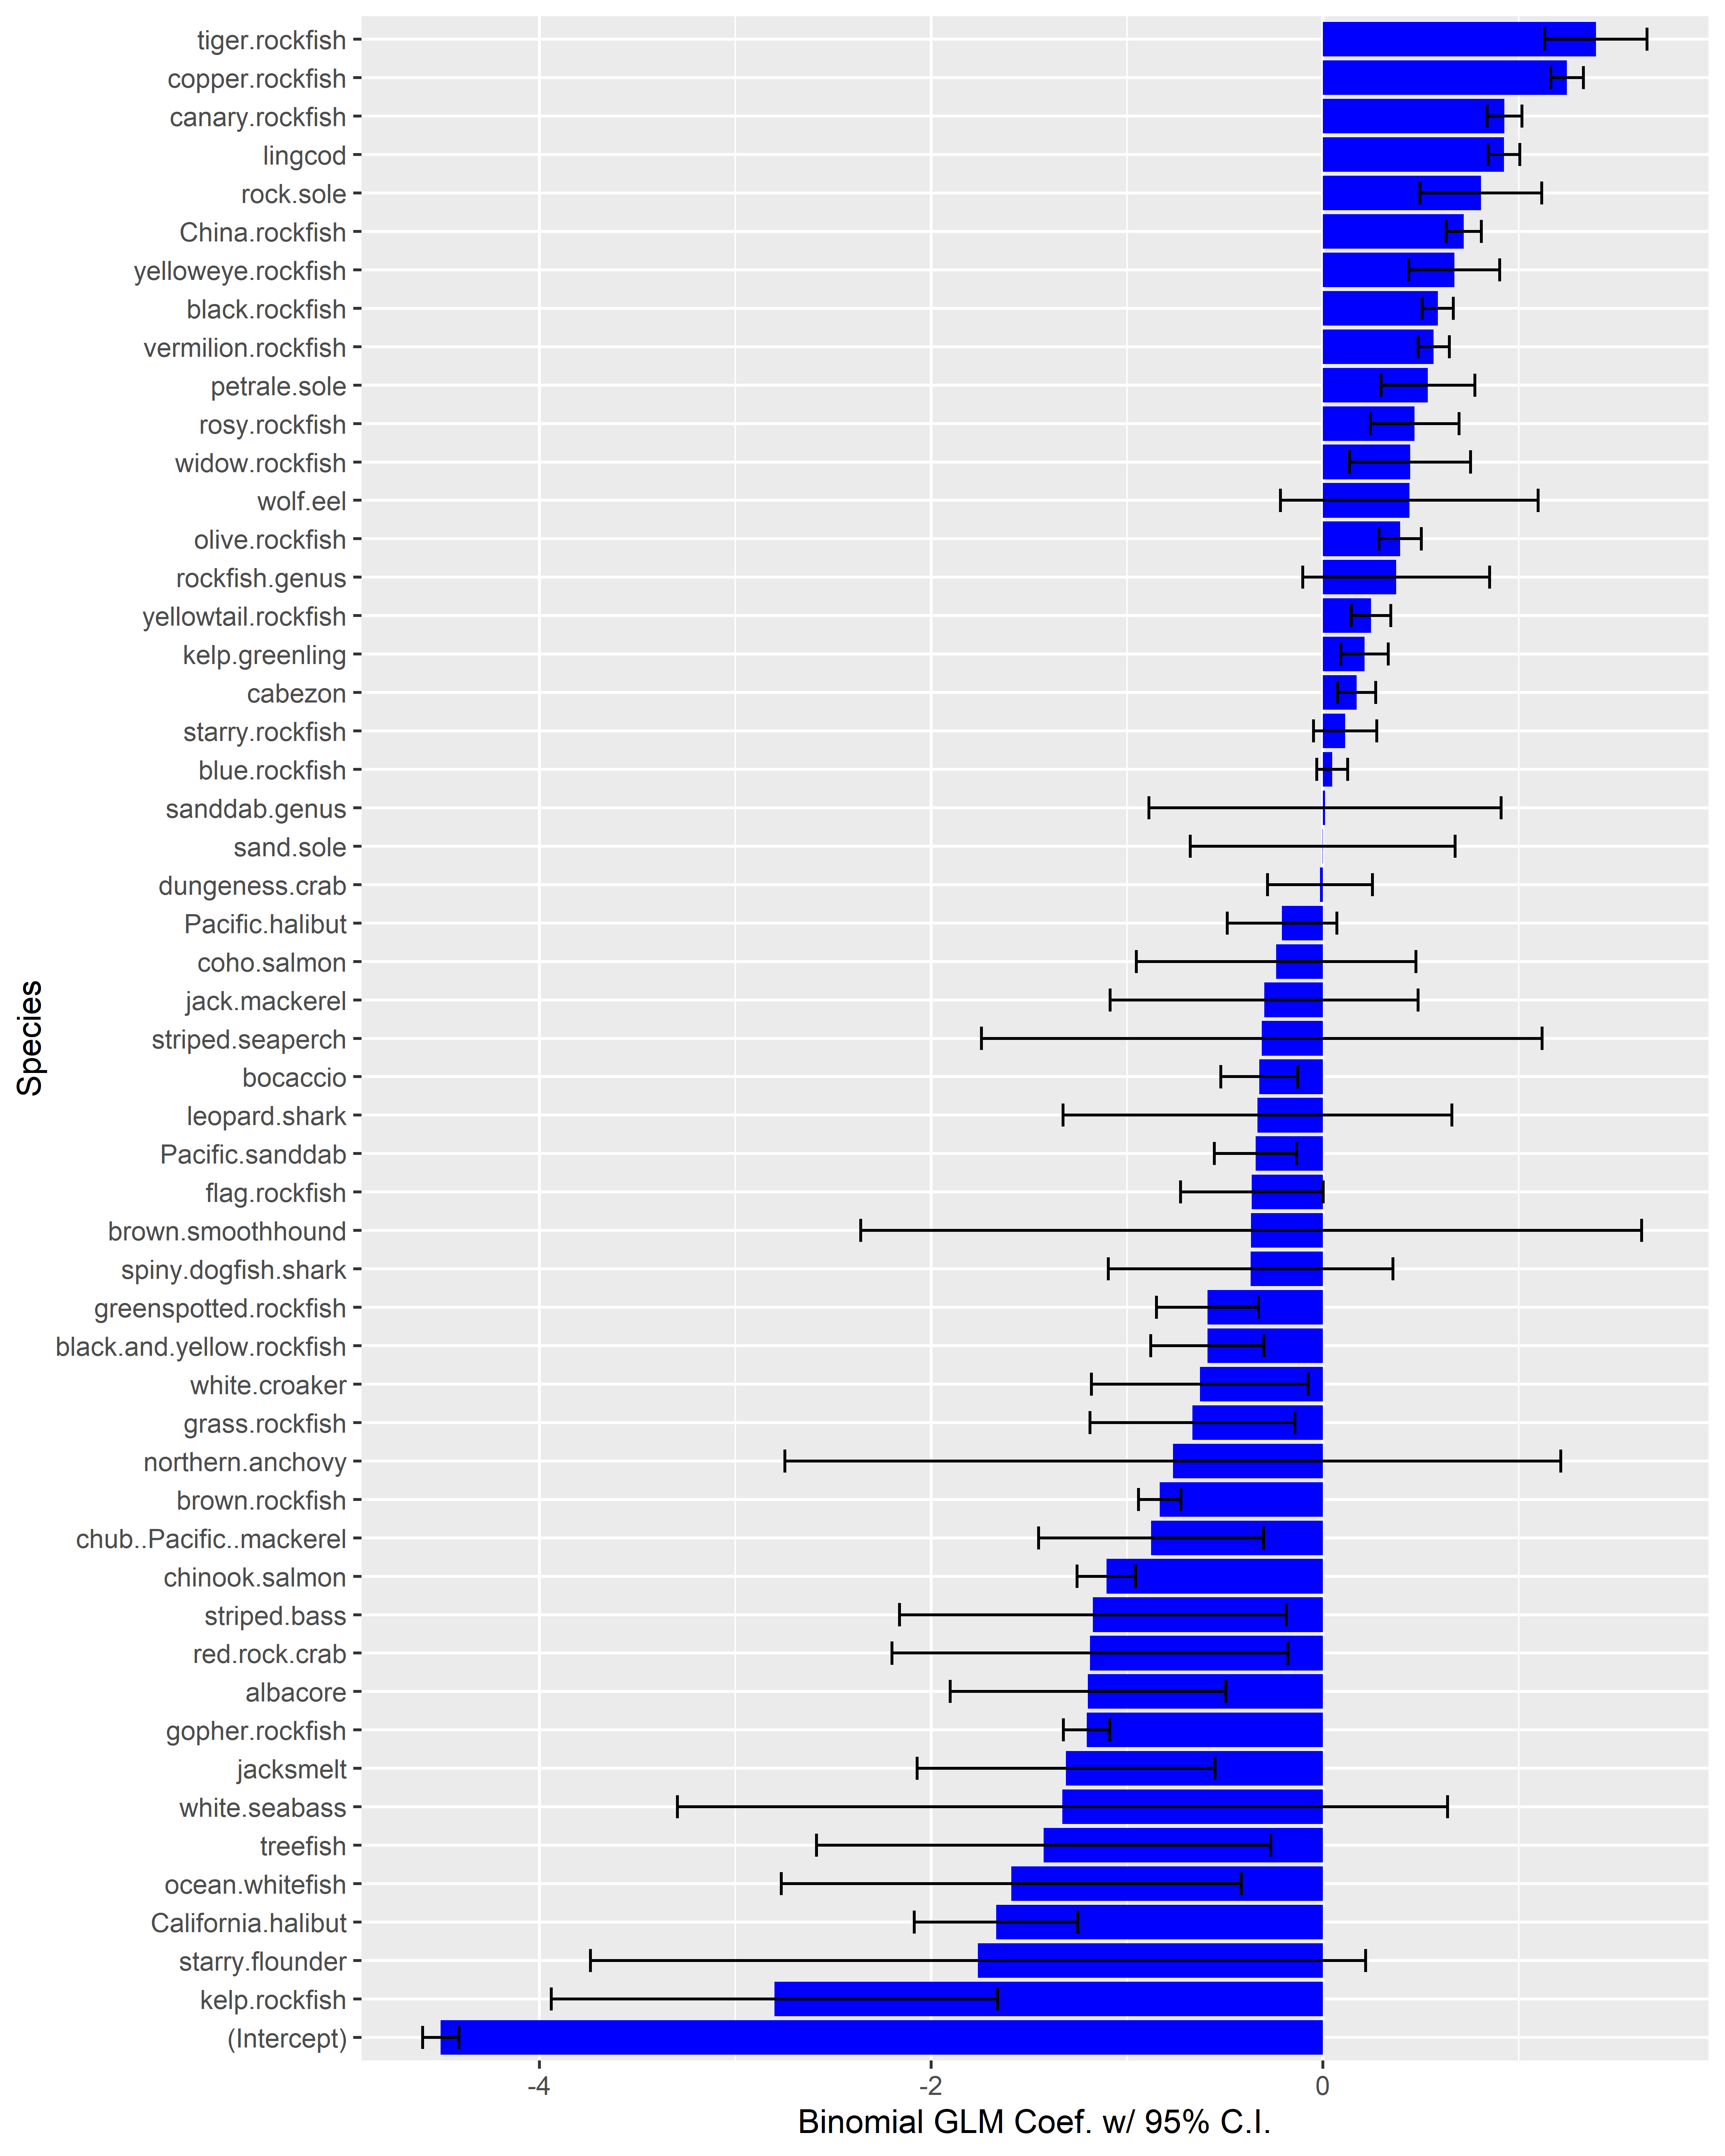 tiger.rockfish
copper.rockfish
canary.rockfish
lingcod
rock.sole
China.rockfish
yelloweye.rockfish
black.rockfish
vermilion.rockfish
petrale.sole
rosy.rockfish
widow.rockfish
wolf.eel
olive.rockfish
rockfish.genus
yellowtail.rockfish
kelp.greenling
cabezon
starry.rockfish
blue.rockfish
sanddab.genus
sand.sole
dungeness.crab
Pacific.halibut
coho.salmon
jack.mackerel
striped.seaperch
bocaccio
leopard.shark
Pacific.sanddab
flag.rockfish
brown.smoothhound
spiny.dogfish.shark
greenspotted.rockfish
black.and.yellow.rockfish
white.croaker
grass.rockfish
northern.anchovy
brown.rockfish
chub..Pacific..mackerel
chinook.salmon
striped.bass
red.rock.crab
albacore
gopher.rockfish
jacksmelt
white.seabass
treefish
ocean.whitefish
California.halibut
starry.flounder
kelp.rockfish
(Intercept)
Species
-4 -2 0
Binomial GLM Coef. w/ 95% C.I.